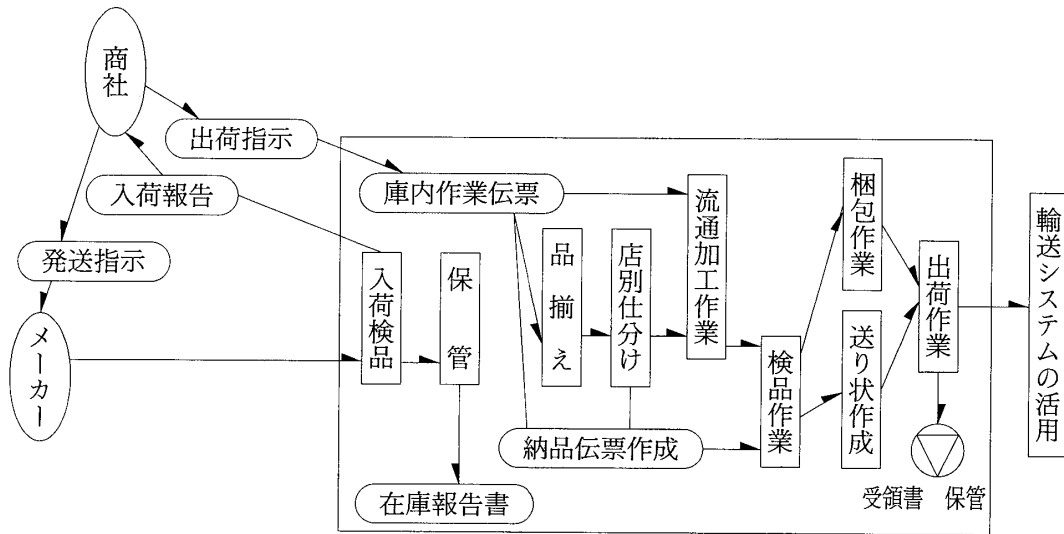 商社
出荷指示
入荷報告
発送指示
メーカー
庫内作業伝票
入荷検品
保管
品揃え
店別仕分け
流通加工作業
納品伝票作成
在庫報告書
検品作業
梱包作業
送り状作成
出荷作業
受領書 保管
輸送システムの活用